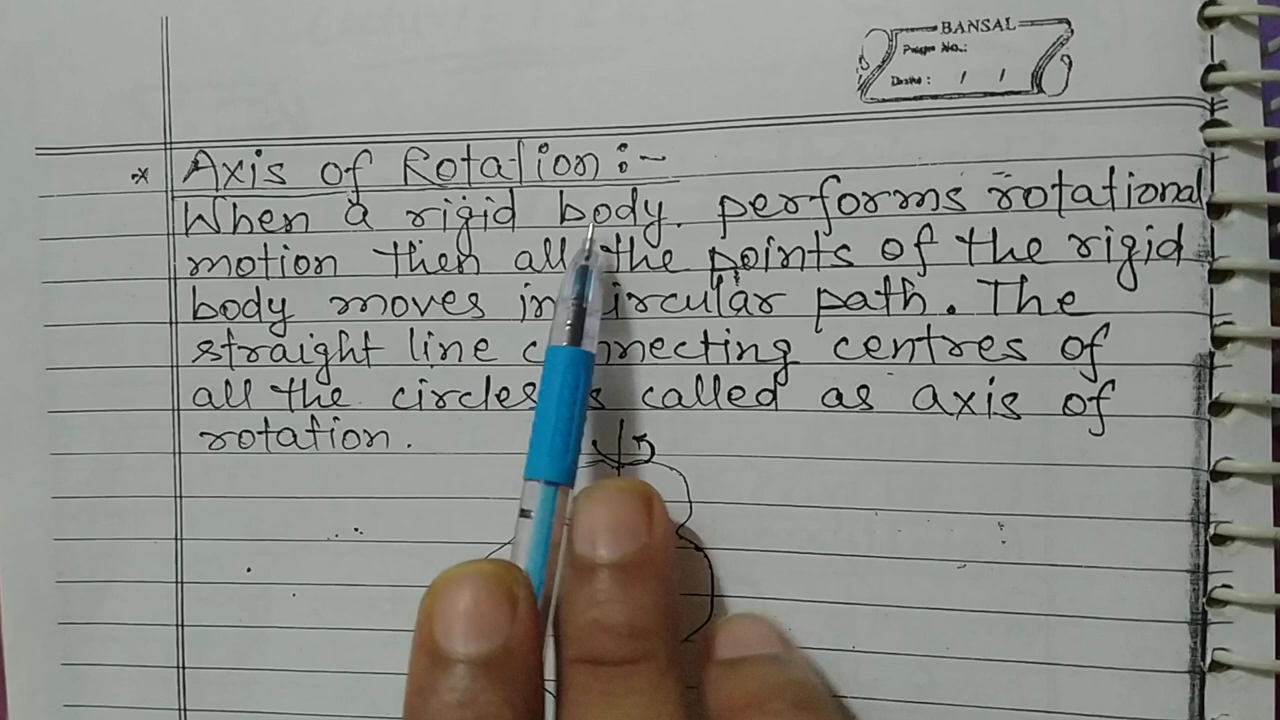 BANSAL
Page No.:
Date: / /
* Axis of Rotation :-
When a rigid body performs rotational
motion then all the points of the rigid
body moves in circular path. The
straight line connecting centres of
all the circles is called as axis of
rotation.